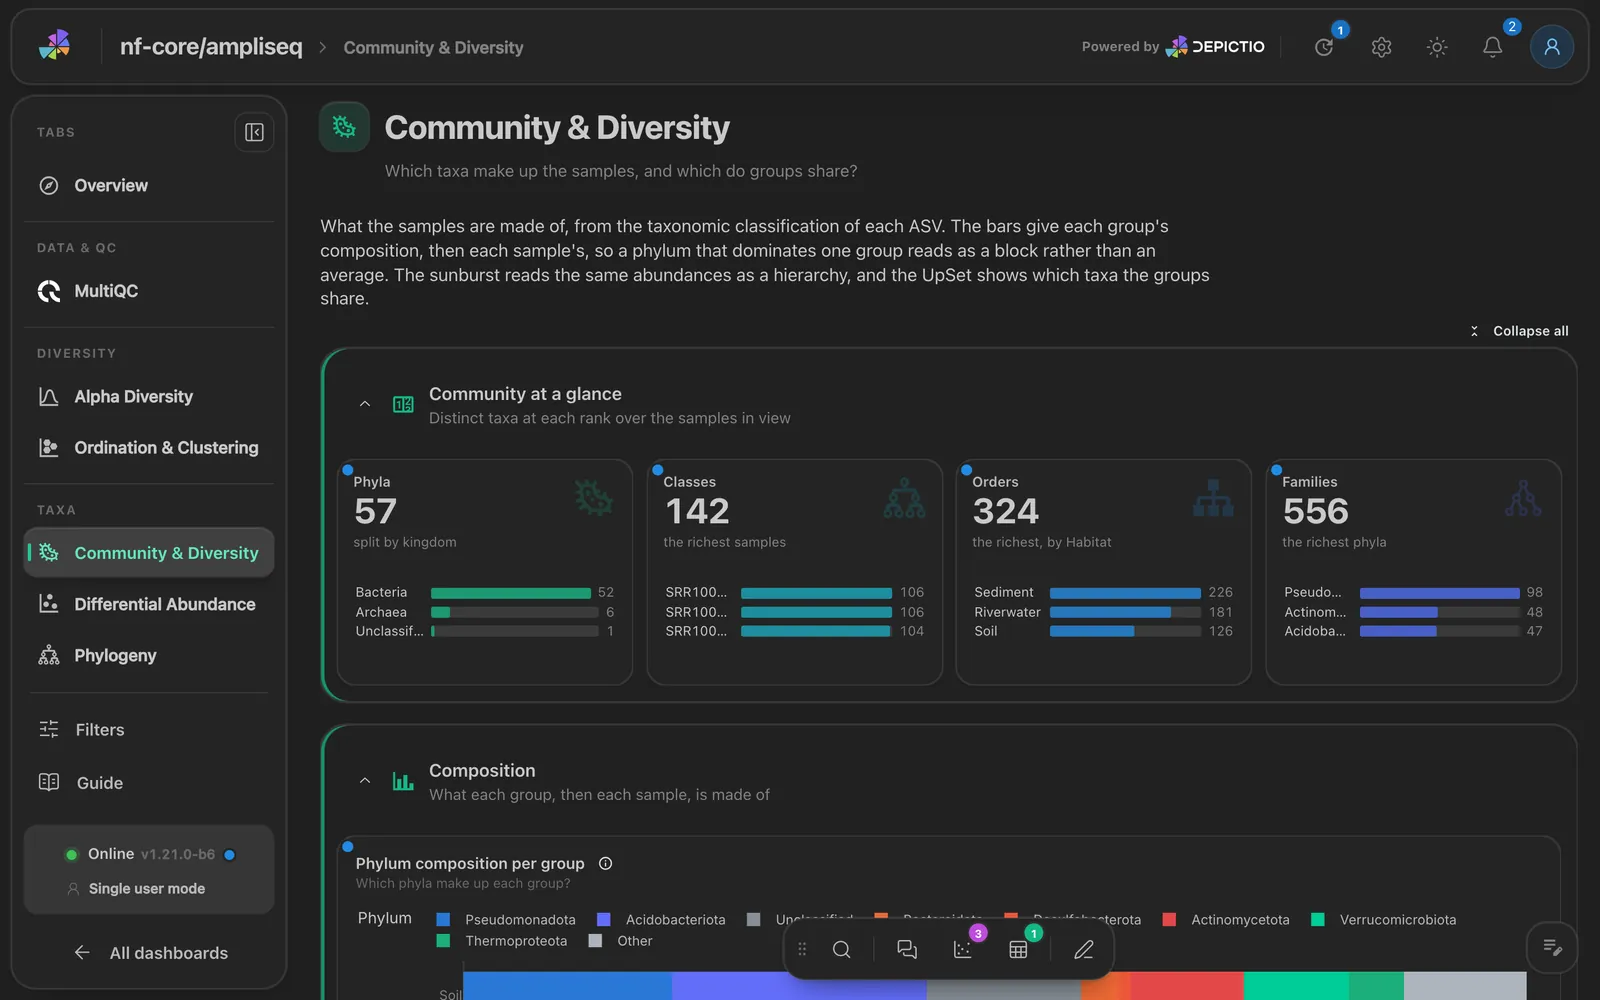 nf-core/ampliseq > Community & Diversity
Powered by DEPICTIO
1
2
TABS
Overview
DATA & QC
MultiQC
DIVERSITY
Alpha Diversity
Ordination & Clustering
TAXA
Community & Diversity
Differential Abundance
Phylogeny
Filters
Guide
Online v1.21.0-b6
Single user mode
All dashboards
Community & Diversity
Which taxa make up the samples, and which do groups share?
What the samples are made of, from the taxonomic classification of each ASV. The bars give each group's
composition, then each sample's, so a phylum that dominates one group reads as a block rather than an
average. The sunburst reads the same abundances as a hierarchy, and the UpSet shows which taxa the groups
share.
Collapse all
Community at a glance
Distinct taxa at each rank over the samples in view
Phyla
57
split by kingdom
Bacteria 52
Archaea 6
Unclassif... 1
Classes
142
the richest samples
SRR100... 106
SRR100... 106
SRR100... 104
Orders
324
the richest, by Habitat
Sediment 226
Riverwater 181
Soil 126
Families
556
the richest phyla
Pseudo... 98
Actinom... 48
Acidoba... 47
Composition
What each group, then each sample, is made of
Phylum composition per group
Which phyla make up each group?
Phylum Pseudomonadota Acidobacteriota Actinomycetota Verrucomicrobiota
Thermoproteota Other
3
1
Soil